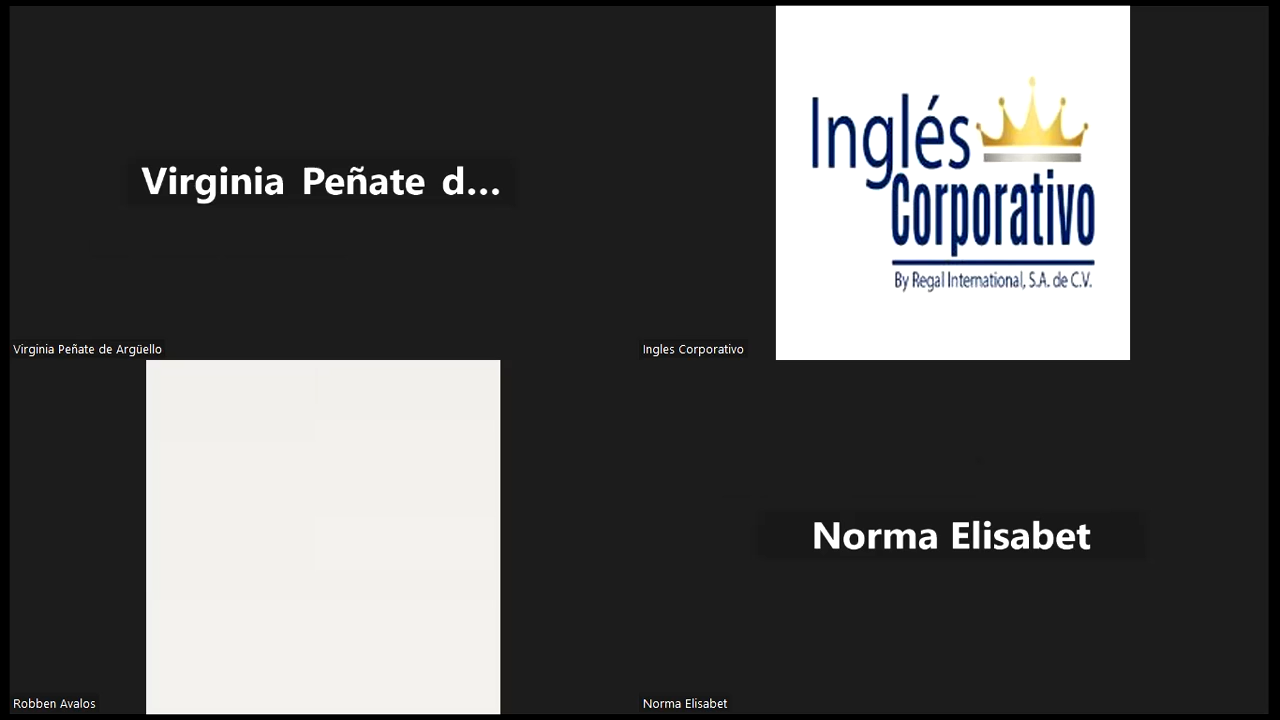 Virginia Peñate d...
Virginia Peñate de Argüello
Inglés
Corporativo
By Regal International, S.A. de C.V.
Ingles Corporativo
Robben Avalos
Norma Elisabet
Norma Elisabet